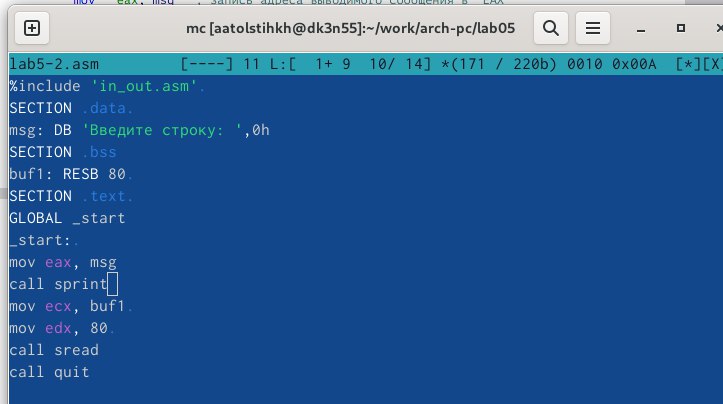 mov eax, msg ; запись адреса выводимого сообщения в `EAX`
mc [aatolstihkh@dk3n55]:~/work/arch-pc/lab05
lab5-2.asm [----] 11 L:[ 1+ 9 10/ 14] *(171 / 220b) 0010 0x00A [*][X]
%include 'in_out.asm'.
SECTION .data.
msg: DB 'Введите строку: ',0h
SECTION .bss
buf1: RESB 80.
SECTION .text.
GLOBAL _start
_start:.
mov eax, msg
call sprint
mov ecx, buf1.
mov edx, 80.
call sread
call quit